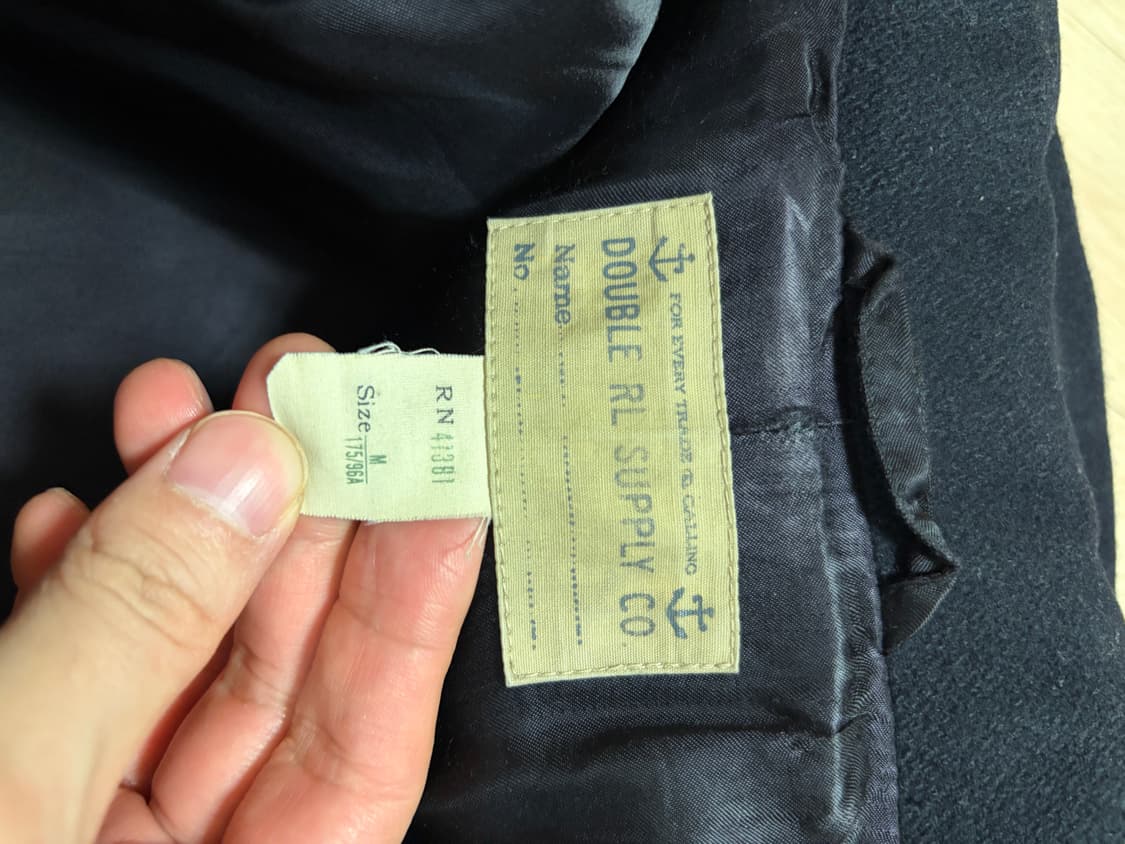 FOR EVERY TRADE & CALLING
DOUBLE RL SUPPLY CO.
Name
No
RN 41381
Size M
175/96A